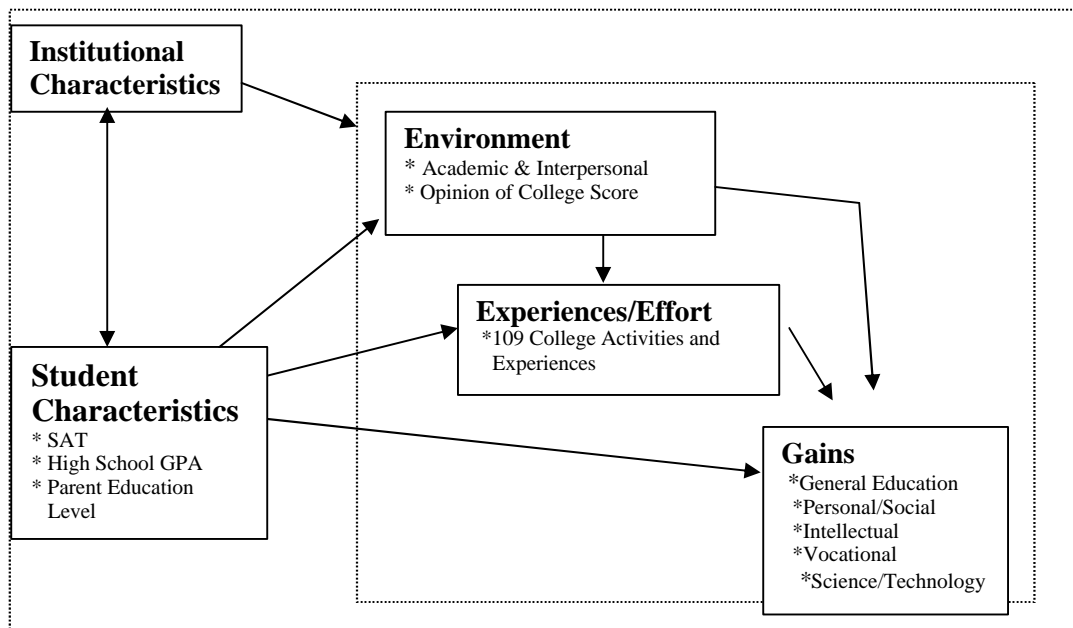 Institutional
Characteristics
Environment
* Academic & Interpersonal
* Opinion of College Score
Experiences/Effort
*109 College Activities and
Experiences
Student
Characteristics
* SAT
* High School GPA
* Parent Education
Level
Gains
*General Education
*Personal/Social
*Intellectual
*Vocational
*Science/Technology